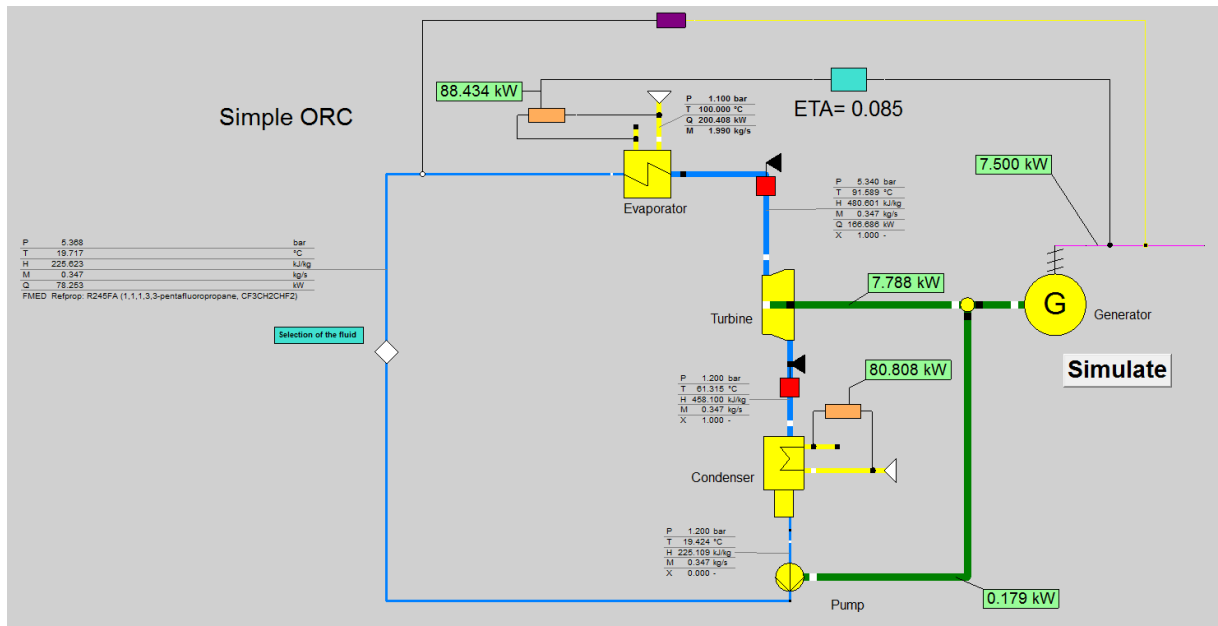 88.434 kW
P 1.100 bar
T 100.000 °C
Q 200.408 kW
M 1.990 kg/s
ETA= 0.085
Simple ORC
7.500 kW
Evaporator
P 5.340 bar
T 91.589 °C
H 480.601 kJ/kg
M 0.347 kg/s
Q 166.686 kW
X 1.000 -
P 5.368 bar
T 19.717 °C
H 225.623 kJ/kg
M 0.347 kg/s
Q 78.253 kW
FMED Refprop: R245FA (1,1,1,3,3-pentafluoropropane, CF3CH2CHF2)
7.788 kW
G
Generator
Turbine
Selection of the fluid
Simulate
80.808 kW
P 1.200 bar
T 61.315 °C
H 458.100 kJ/kg
M 0.347 kg/s
X 1.000 -
Condenser
P 1.200 bar
T 19.424 °C
H 225.109 kJ/kg
M 0.347 kg/s
X 0.000 -
0.179 kW
Pump